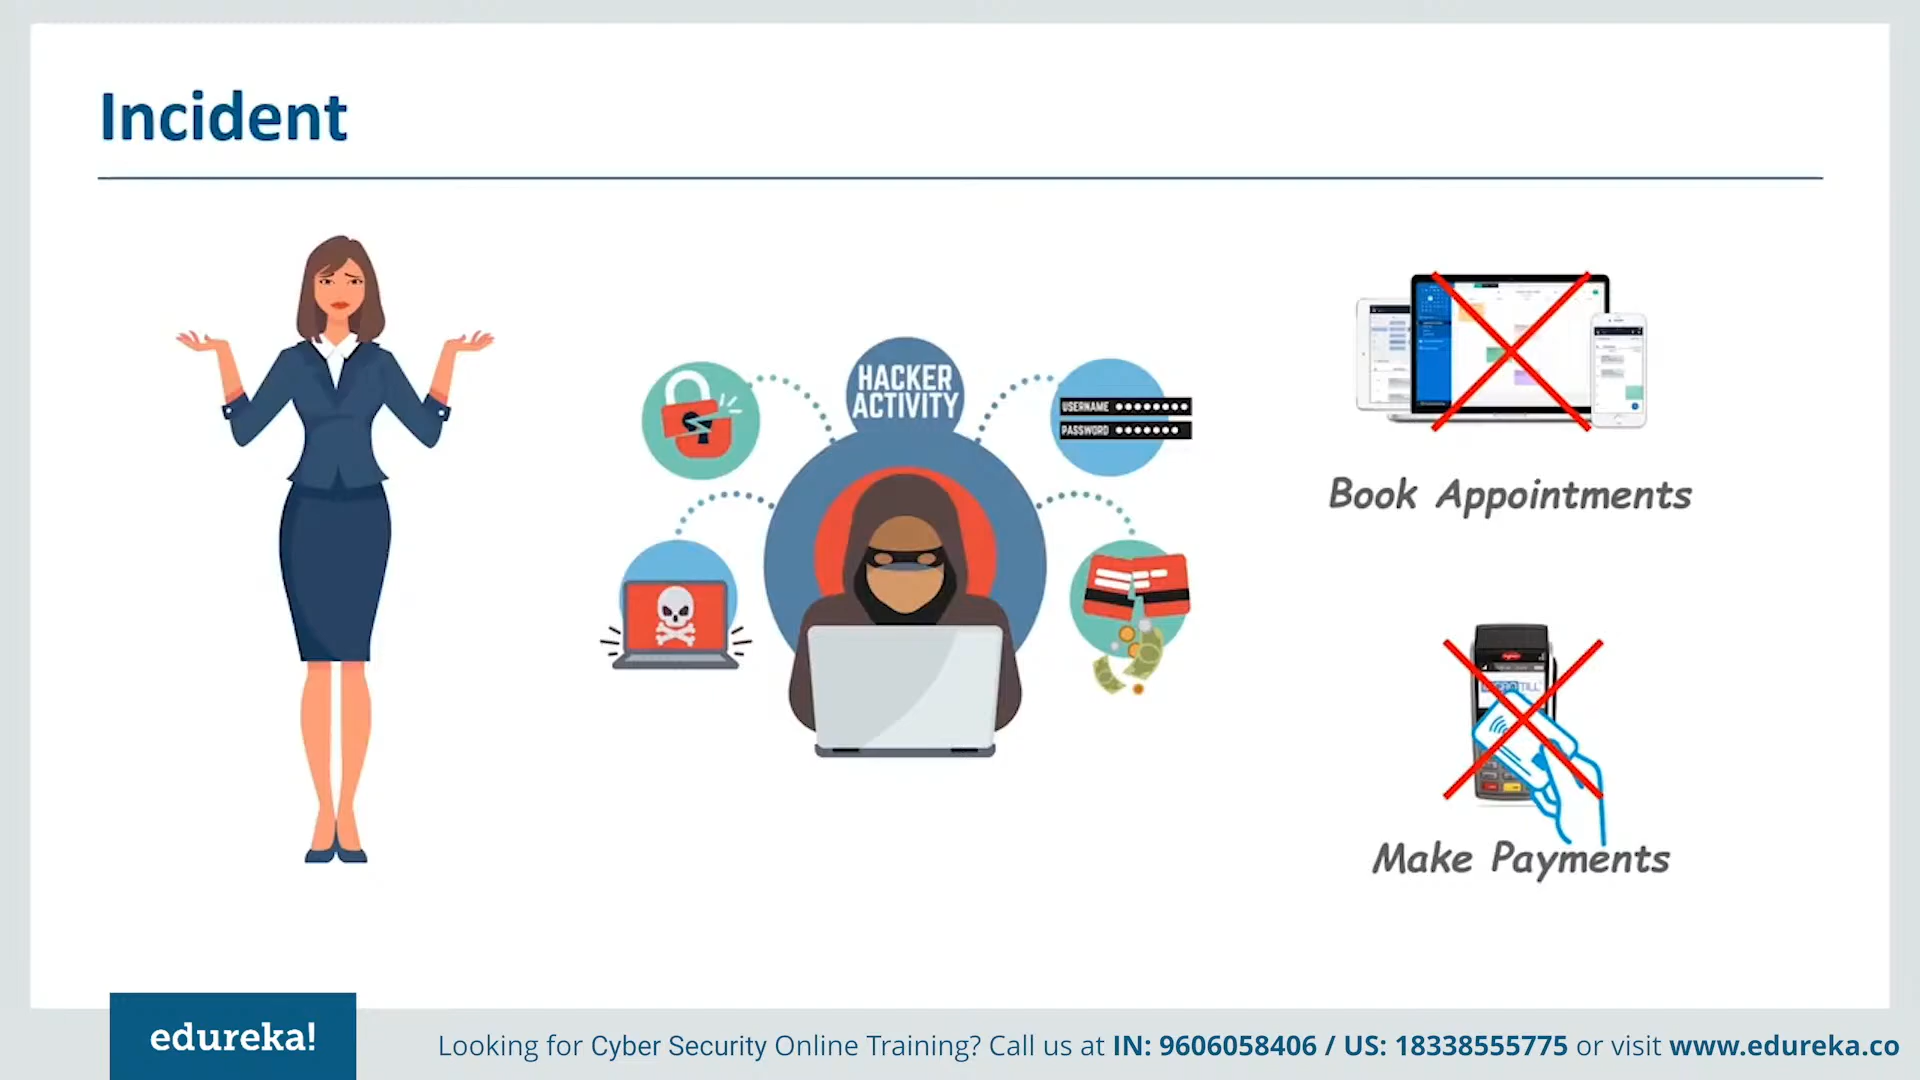 Incident
HACKER
ACTIVITY
USERNAME
PASSWORD
Book Appointments
Make Payments
edureka!
Looking for Cyber Security Online Training? Call us at IN: 9606058406 / US: 18338555775 or visit www.edureka.co